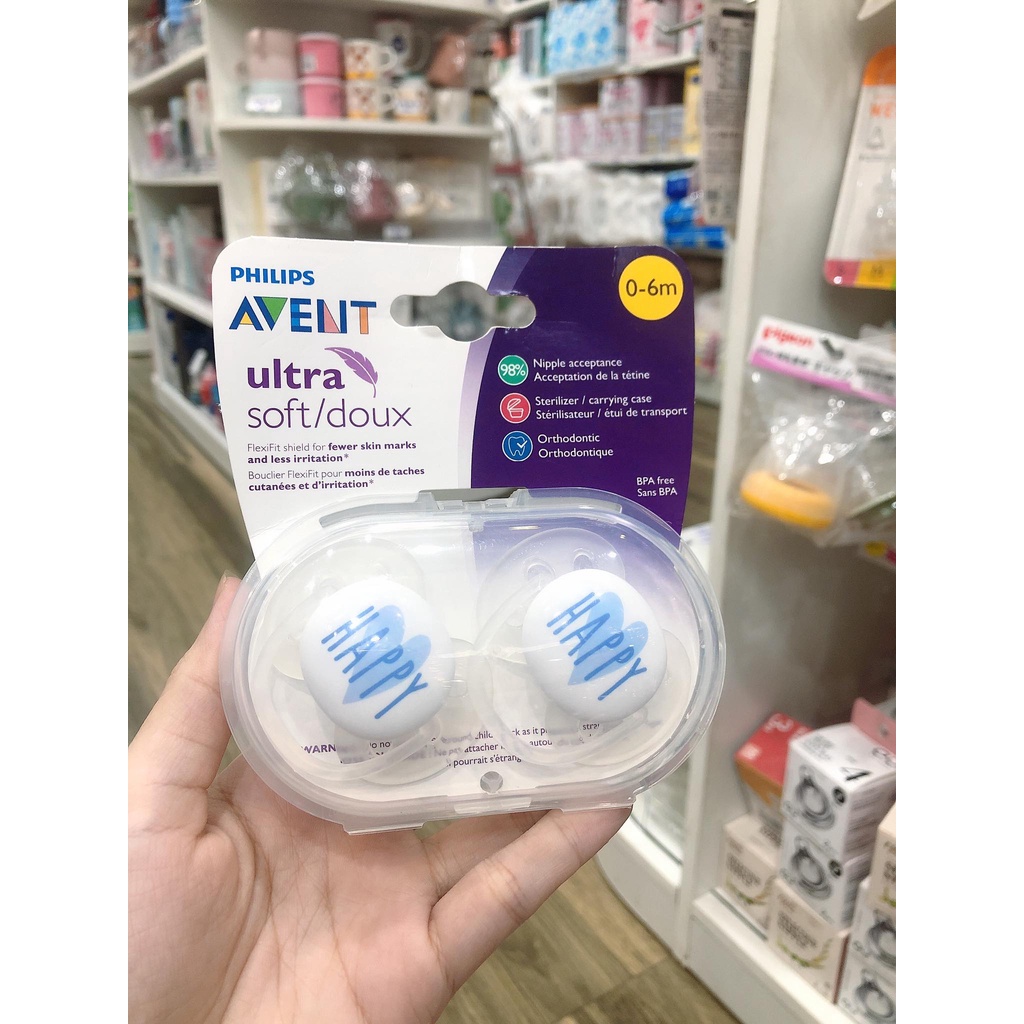 PHILIPS
AVENT
ultra
soft/doux
FlexiFit shield for fewer skin marks
and less irritation*
Bouclier FlexiFit pour moins de taches
cutanées et d'irritation*
0-6m
98%
Nipple acceptance
Acceptation de la tétine
Sterilizer / carrying case
Stérilisateur / étui de transport
Orthodontic
Orthodontique
BPA free
Sans BPA
HAPPY
HAPPY
pourrait s'étrang
pigeon